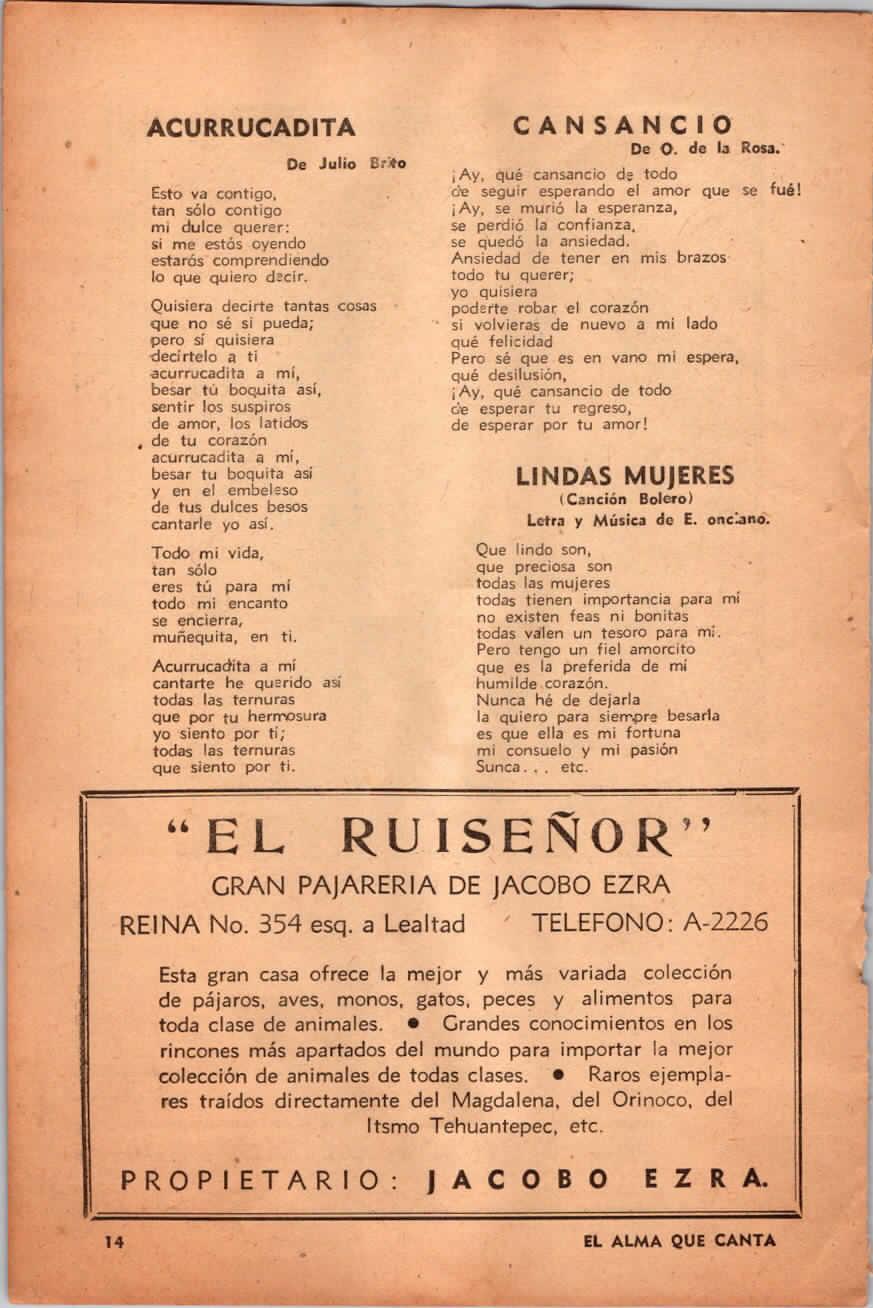 ACURRUCADITA
De Julio Brito
Esto va contigo,
tan sólo contigo
mi dulce querer:
si me estás oyendo
estarás comprendiendo
lo que quiero decir.
Quisiera decirte tantas cosas
que no sé si pueda;
pero sí quisiera
decírtelo a ti
acurrucadita a mí,
besar tú boquita así,
sentir los suspiros
de amor, los latidos
de tu corazón
acurrucadita a mí,
besar tu boquita así
y en el embeleso
de tus dulces besos
cantarle yo así.
Todo mi vida,
tan sólo
eres tú para mí
todo mi encanto
se encierra,
muñequita, en ti.
Acurrucadita a mí
cantarte he querido así
todas las ternuras
que por tu hermosura
yo siento por tí;
todas las ternuras
que siento por ti.
CANSANCIO
De O. de la Rosa.
¡Ay, qué cansancio de todo
de seguir esperando el amor que se fué!
¡Ay, se murió la esperanza,
se perdió la confianza,
se quedó la ansiedad.
Ansiedad de tener en mis brazos
todo tu querer;
yo quisiera
poderte robar el corazón
si volvieras de nuevo a mi lado
qué felicidad
Pero sé que es en vano mi espera,
qué desilusión,
¡Ay, qué cansancio de todo
de esperar tu regreso,
de esperar por tu amor!
LINDAS MUJERES
(Canción Bolero)
Letra y Música de E. onciano.
Que lindo son,
que preciosa son
todas las mujeres
todas tienen importancia para mí
no existen feas ni bonitas
todas valen un tesoro para mí.
Pero tengo un fiel amorcito
que es la preferida de mí
humilde corazón.
Nunca hé de dejarla
la quiero para siempre besarla
es que ella es mi fortuna
mi consuelo y mi pasión
Sunca... etc.
"EL RUISEÑOR"
GRAN PAJARERIA DE JACOBO EZRA
REINA No. 354 esq. a Lealtad TELEFONO: A-2226
Esta gran casa ofrece la mejor y más variada colección
de pájaros, aves, monos, gatos, peces y alimentos para
toda clase de animales. ● Grandes conocimientos en los
rincones más apartados del mundo para importar la mejor
colección de animales de todas clases. ● Raros ejempla-
res traídos directamente del Magdalena, del Orinoco, del
Itsmo Tehuantepec, etc.
PROPIETARIO: JACOBO EZRA.
14 EL ALMA QUE CANTA